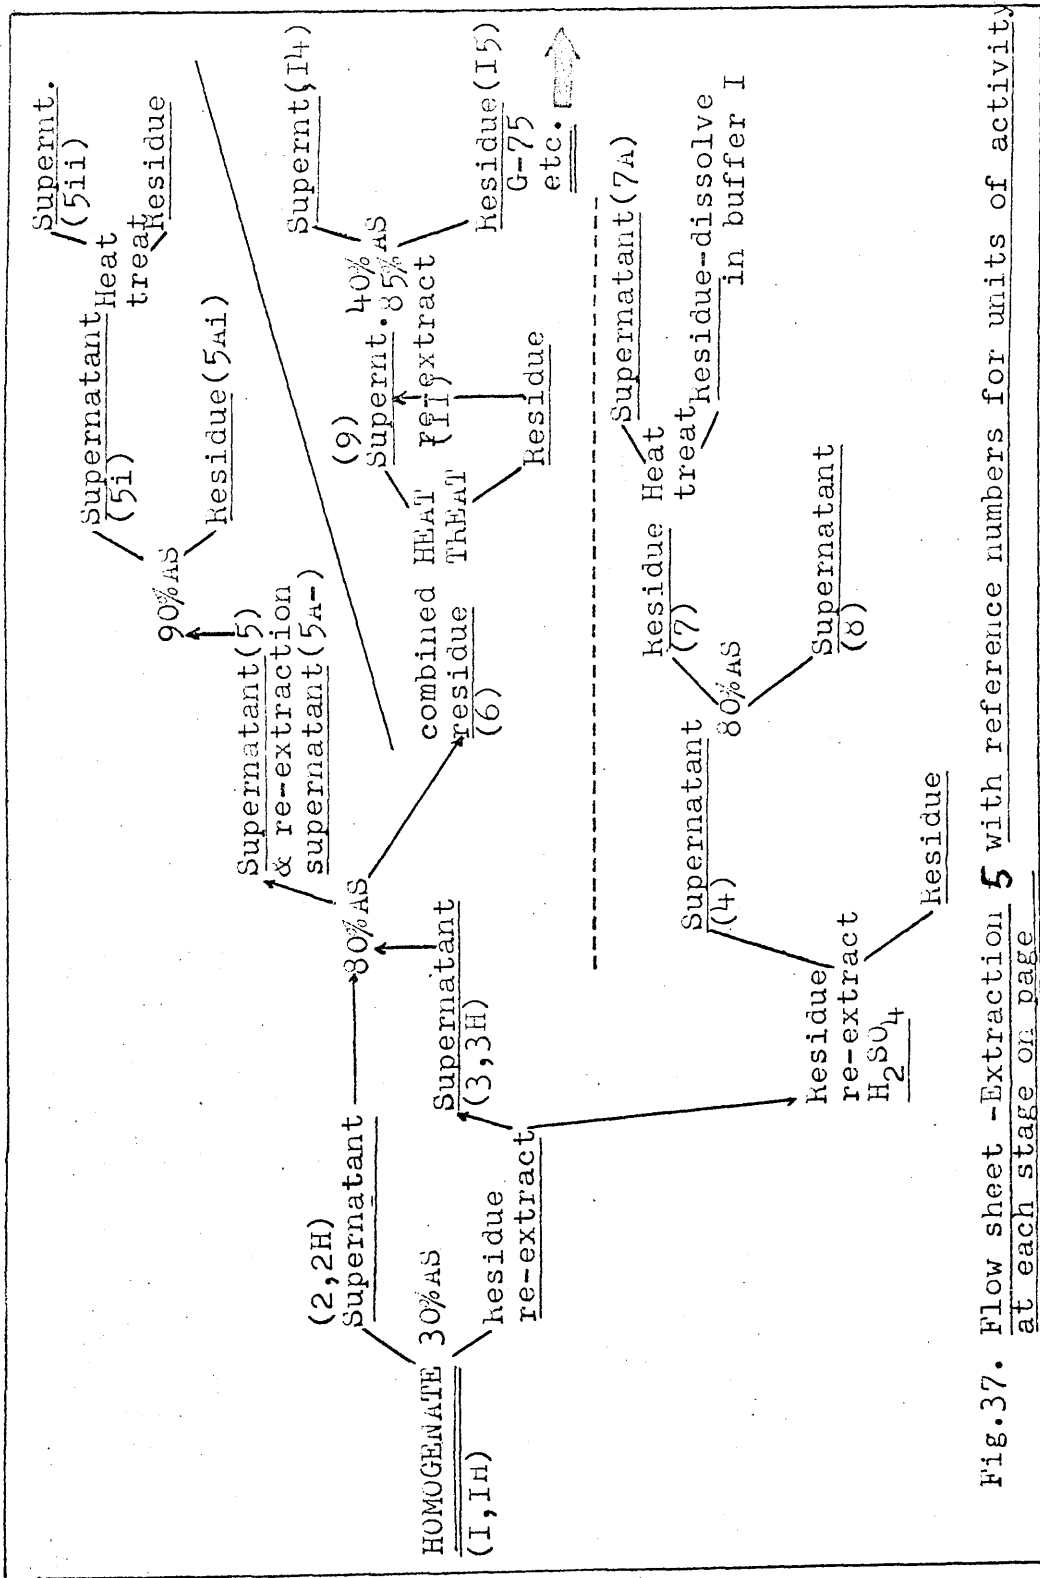 HOMOGENATE 30% AS
(I,IH)
(2,2H)
Supernatant
Residue
re-extract
80% AS
Supernatant
(3,3H)
Supernatant(5)
& re-extraction
supernatant(5A-)
90% AS
Supernatant
(5i)
Residue(5Ai)
Heat
treat
Supernt.
(5ii)
Residue
combined
residue
(6)
HEAT
TREAT
(9)
Supernt.
re-extract
(II)
Residue
40% AS
85%
Supernt(I4)
Residue(I5)
G-75
etc.
Residue
re-extract
H2SO4
Supernatant
(4)
Residue
80% AS
Residue
(7)
Supernatant
(8)
Heat
treat
Supernatant(7A)
Residue-dissolve
in buffer I
Fig.37. Flow sheet -Extraction 5 with reference numbers for units of activity
at each stage on page